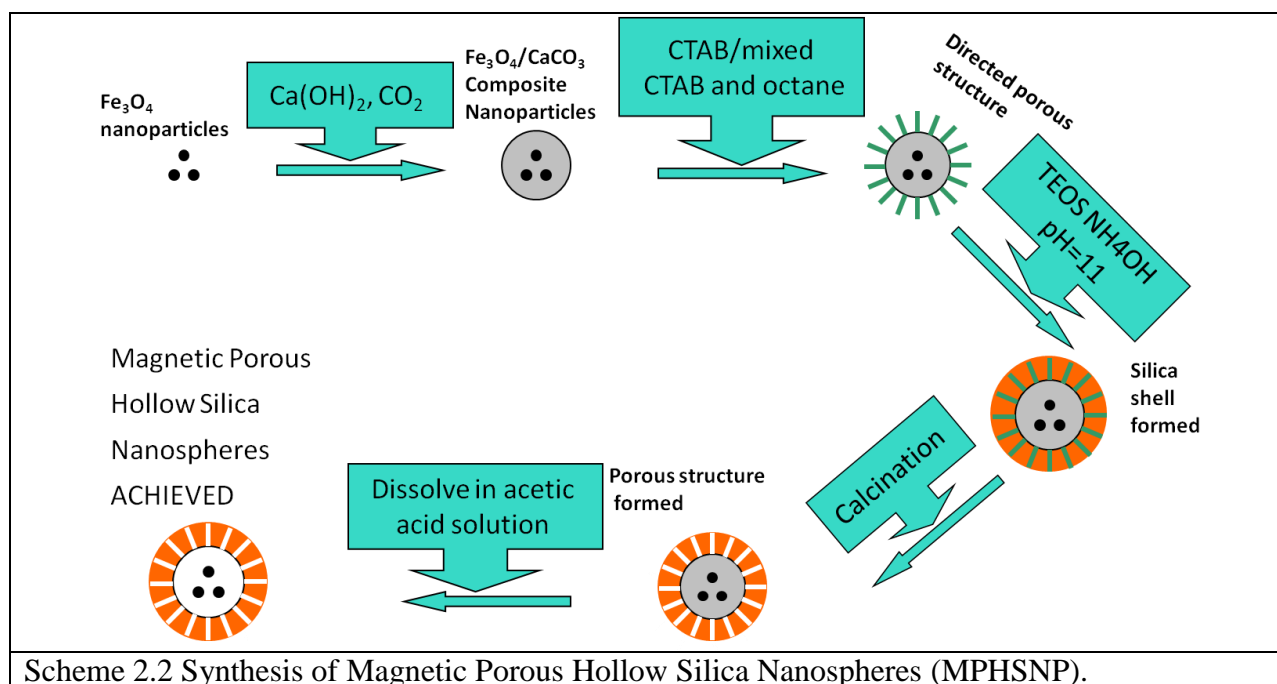 Fe₃O₄
nanoparticles
Ca(OH)₂, CO₂
Fe₃O₄/CaCO₃
Composite
Nanoparticles
CTAB/mixed
CTAB and octane
Directed porous
structure
TEOS NH4OH
pH=11
Silica
shell
formed
Calcination
Porous structure
formed
Dissolve in acetic
acid solution
Magnetic Porous
Hollow Silica
Nanospheres
ACHIEVED
Scheme 2.2 Synthesis of Magnetic Porous Hollow Silica Nanospheres (MPHSNP).